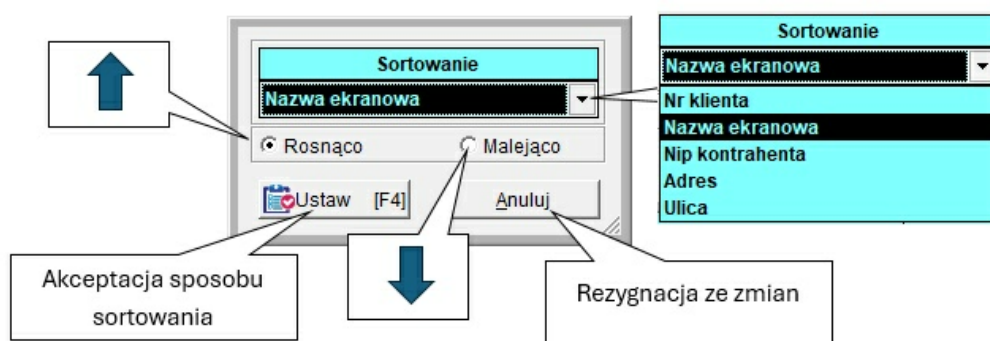 Sortowanie
Nazwa ekranowa
Rosnąco
Malejąco
Ustaw [F4]
Anuluj
Sortowanie
Nazwa ekranowa
Nr klienta
Nazwa ekranowa
Nip kontrahenta
Adres
Ulica
Akceptacja sposobu
sortowania
Rezygnacja ze zmian